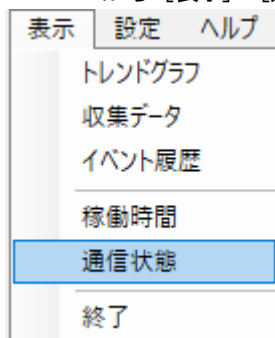 表示 設定 ヘルプ
トレンドグラフ
収集データ
イベント履歴
稼働時間
通信状態
終了